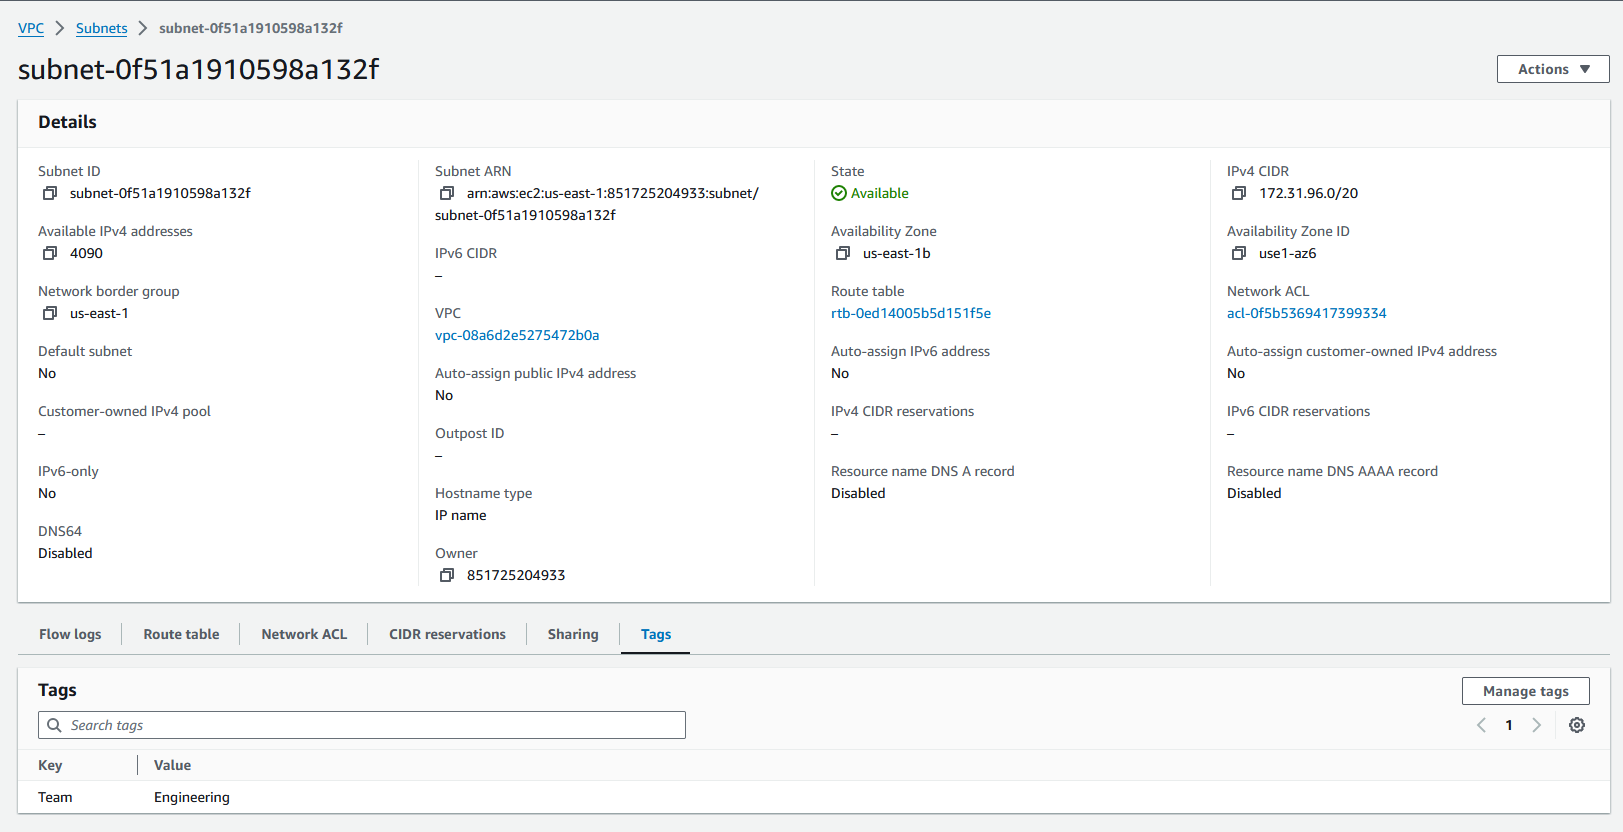 VPC > Subnets > subnet-0f51a1910598a132f
subnet-0f51a1910598a132f
Actions
Details
Subnet ID
subnet-0f51a1910598a132f
Available IPv4 addresses
4090
Network border group
us-east-1
Default subnet
No
Customer-owned IPv4 pool
–
IPv6-only
No
DNS64
Disabled
Subnet ARN
arn:aws:ec2:us-east-1:851725204933:subnet/
subnet-0f51a1910598a132f
IPv6 CIDR
–
VPC
vpc-08a6d2e5275472b0a
Auto-assign public IPv4 address
No
Outpost ID
–
Hostname type
IP name
Owner
851725204933
State
Available
Availability Zone
us-east-1b
Route table
rtb-0ed14005b5d151f5e
Auto-assign IPv6 address
No
IPv4 CIDR reservations
–
Resource name DNS A record
Disabled
IPv4 CIDR
172.31.96.0/20
Availability Zone ID
use1-az6
Network ACL
acl-0f5b5369417399334
Auto-assign customer-owned IPv4 address
No
IPv6 CIDR reservations
–
Resource name DNS AAAA record
Disabled
Flow logs Route table Network ACL CIDR reservations Sharing Tags
Tags
Manage tags
Search tags
1
Key Value
Team Engineering